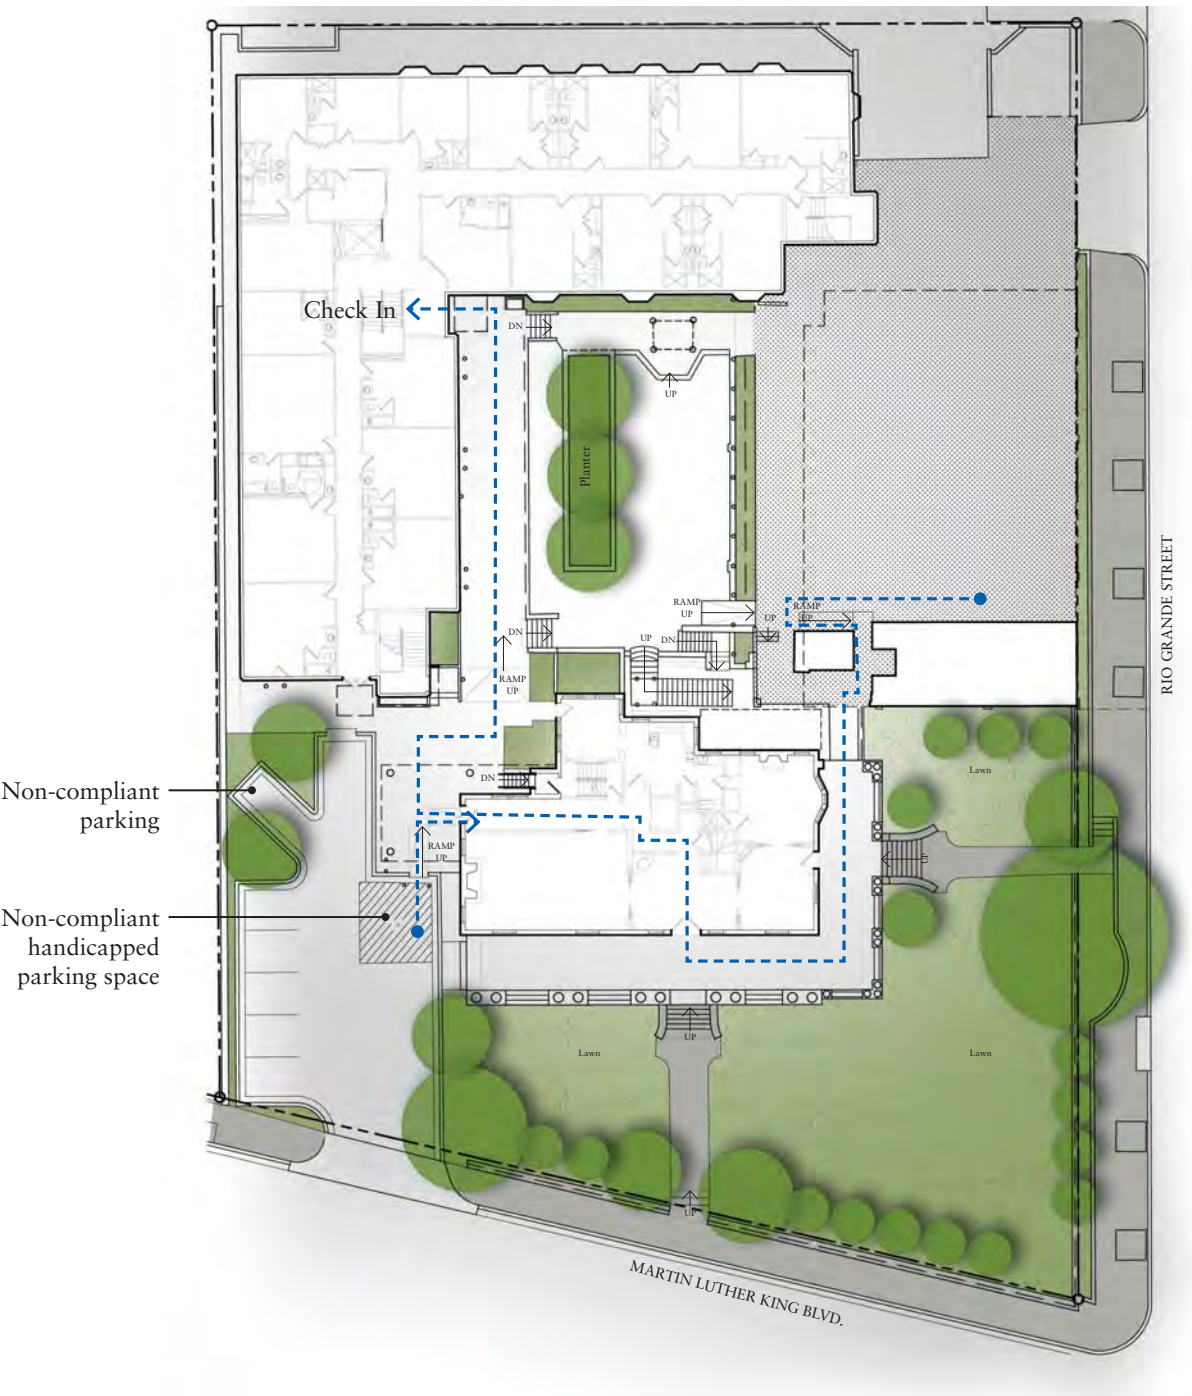 Check In
DN
UP
Planter
RAMP
UP
RAMP
UP
UP
DN
UP
DN
RAMP
UP
RIO GRANDE STREET
Lawn
Non-compliant
parking
DN
RAMP
UP
UP
Non-compliant
handicapped
parking space
UP
Lawn
Lawn
UP
MARTIN LUTHER KING BLVD.